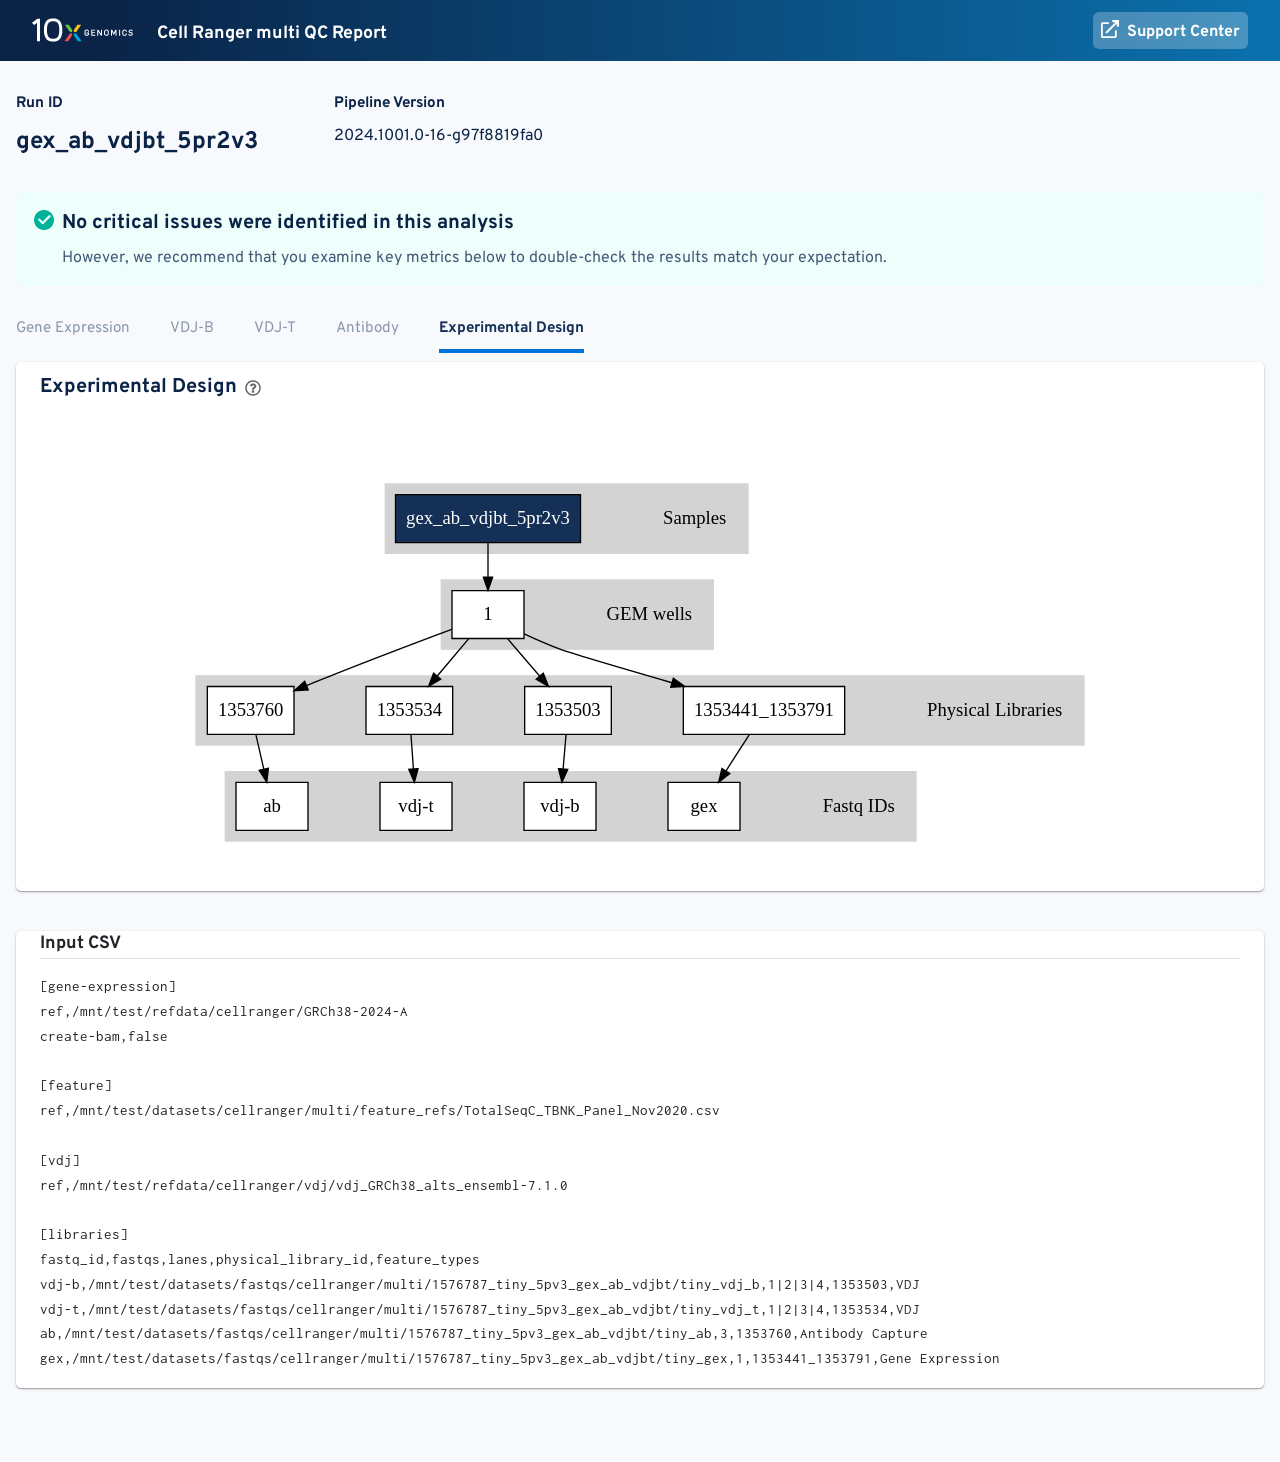 10X GENOMICS Cell Ranger multi QC Report Support Center
Run ID Pipeline Version
gex_ab_vdjbt_5pr2v3 2024.1001.0-16-g97f8819fa0
No critical issues were identified in this analysis
However, we recommend that you examine key metrics below to double-check the results match your expectation.
Gene Expression VDJ-B VDJ-T Antibody Experimental Design
Experimental Design ?
gex_ab_vdjbt_5pr2v3 Samples
1 GEM wells
1353760 1353534 1353503 1353441_1353791 Physical Libraries
ab vdj-t vdj-b gex Fastq IDs
Input CSV
[gene-expression]
ref,/mnt/test/refdata/cellranger/GRCh38-2024-A
create-bam,false
[feature]
ref,/mnt/test/datasets/cellranger/multi/feature_refs/TotalSeqC_TBNK_Panel_Nov2020.csv
[vdj]
ref,/mnt/test/refdata/cellranger/vdj/vdj_GRCh38_alts_ensembl-7.1.0
[libraries]
fastq_id,fastqs,lanes,physical_library_id,feature_types
vdj-b,/mnt/test/datasets/fastqs/cellranger/multi/1576787_tiny_5pv3_gex_ab_vdjbt/tiny_vdj_b,1|2|3|4,1353503,VDJ
vdj-t,/mnt/test/datasets/fastqs/cellranger/multi/1576787_tiny_5pv3_gex_ab_vdjbt/tiny_vdj_t,1|2|3|4,1353534,VDJ
ab,/mnt/test/datasets/fastqs/cellranger/multi/1576787_tiny_5pv3_gex_ab_vdjbt/tiny_ab,3,1353760,Antibody Capture
gex,/mnt/test/datasets/fastqs/cellranger/multi/1576787_tiny_5pv3_gex_ab_vdjbt/tiny_gex,1,1353441_1353791,Gene Expression